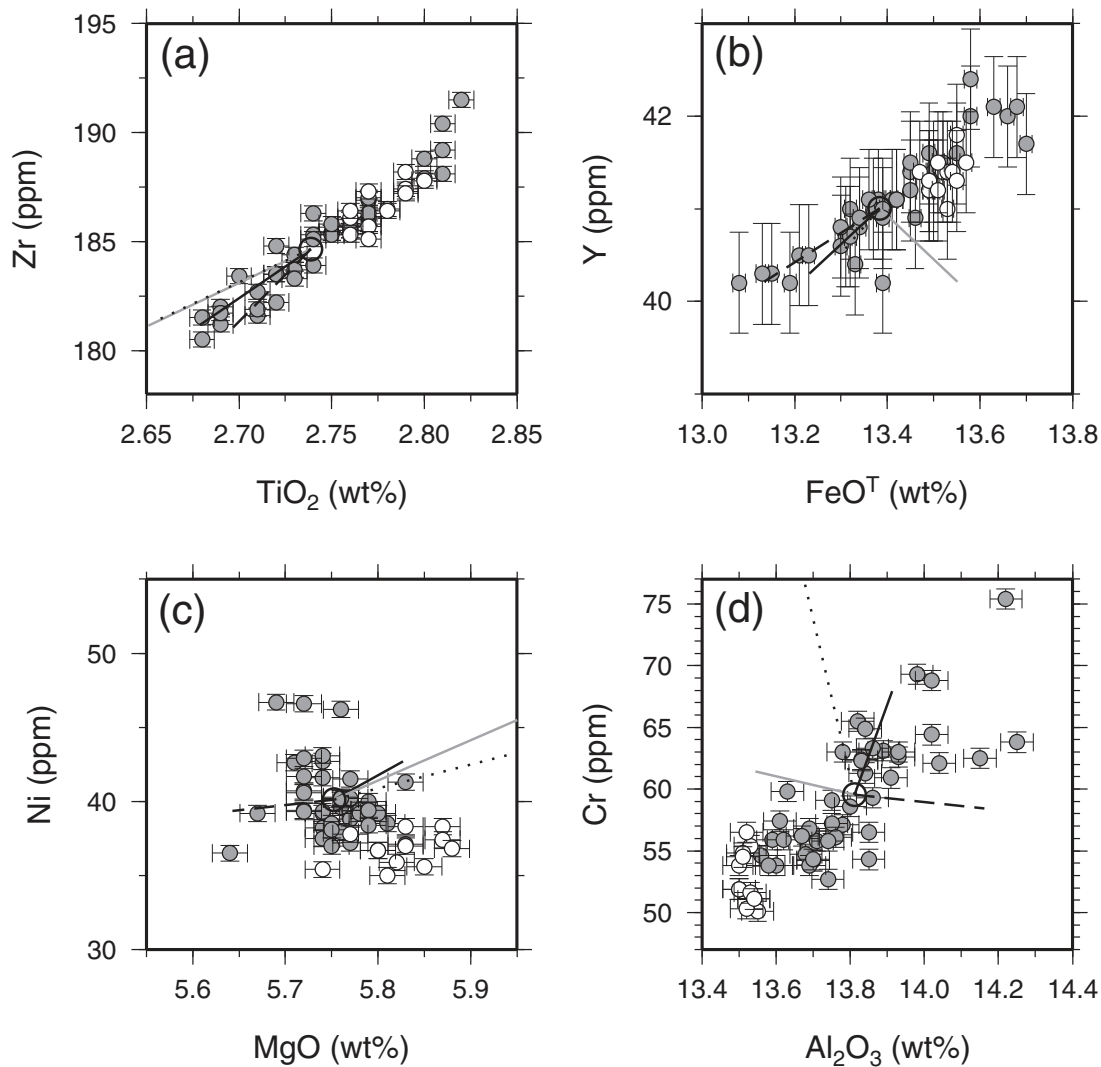 (a)
195
190
185
180
Zr (ppm)
2.65 2.70 2.75 2.80 2.85
TiO₂ (wt%)
(b)
42
40
Y (ppm)
13.0 13.2 13.4 13.6 13.8
FeOᵀ (wt%)
(c)
50
40
30
Ni (ppm)
5.6 5.7 5.8 5.9
MgO (wt%)
(d)
75
70
65
60
55
50
Cr (ppm)
13.4 13.6 13.8 14.0 14.2 14.4
Al₂O₃ (wt%)